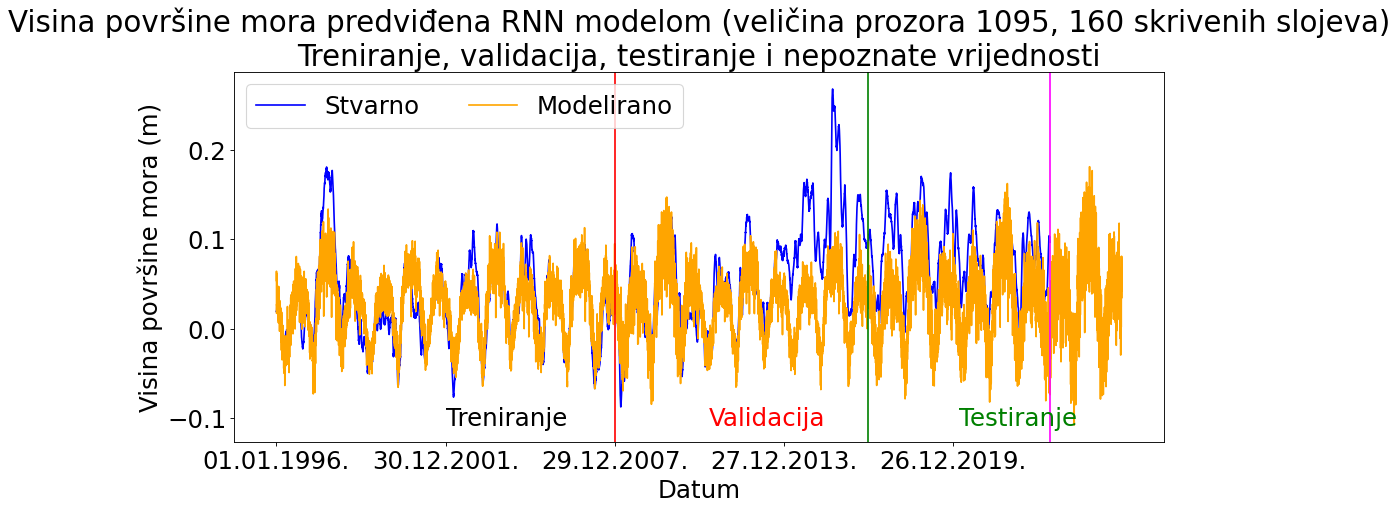 Visina površine mora predviđena RNN modelom (veličina prozora 1095, 160 skrivenih slojeva)
Treniranje, validacija, testiranje i nepoznate vrijednosti
Stvarno Modelirano
Visina površine mora (m)
0.2
0.1
0.0
−0.1
Treniranje Validacija Testiranje
01.01.1996. 30.12.2001. 29.12.2007. 27.12.2013. 26.12.2019.
Datum